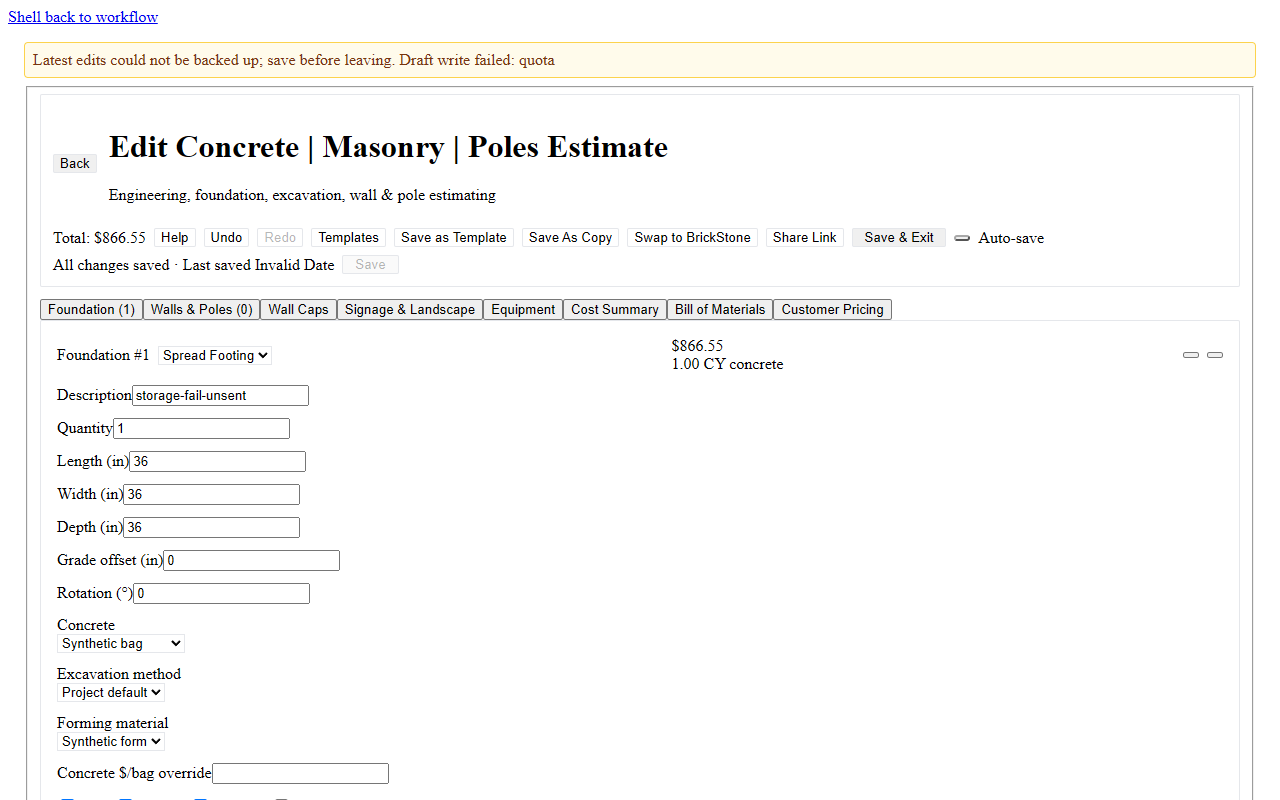 Shell back to workflow
Latest edits could not be backed up; save before leaving. Draft write failed: quota
Back
Edit Concrete | Masonry | Poles Estimate
Engineering, foundation, excavation, wall & pole estimating
Total: $866.55 Help Undo Redo Templates Save as Template Save As Copy Swap to BrickStone Share Link Save & Exit Auto-save
All changes saved · Last saved Invalid Date Save
Foundation (1) Walls & Poles (0) Wall Caps Signage & Landscape Equipment Cost Summary Bill of Materials Customer Pricing
Foundation #1 Spread Footing
$866.55
1.00 CY concrete
Description storage-fail-unsent
Quantity 1
Length (in) 36
Width (in) 36
Depth (in) 36
Grade offset (in) 0
Rotation (°) 0
Concrete
Synthetic bag
Excavation method
Project default
Forming material
Synthetic form
Concrete $/bag override